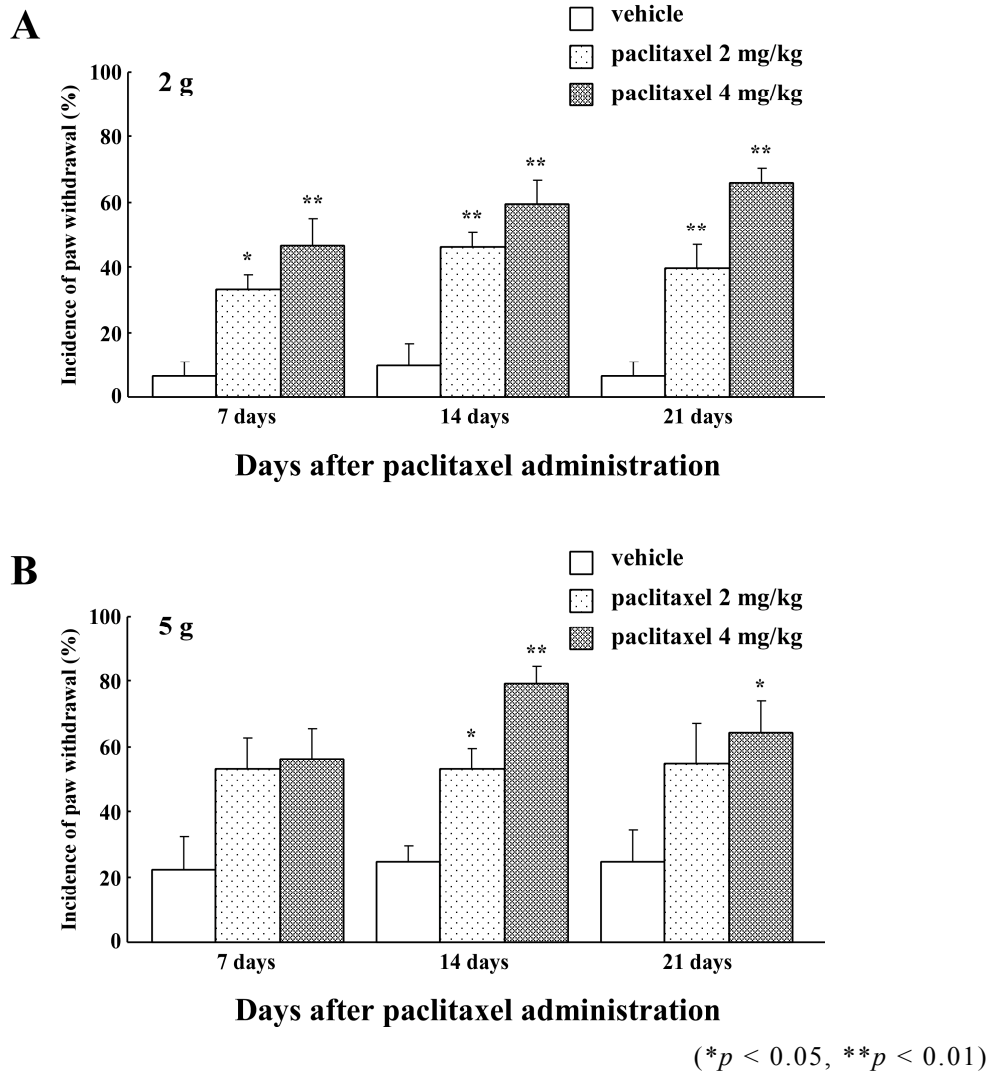 A
vehicle
paclitaxel 2 mg/kg
paclitaxel 4 mg/kg
2 g
Incidence of paw withdrawal (%)
100
80
60
40
20
0
*
**
**
**
**
**
7 days
14 days
21 days
Days after paclitaxel administration
B
vehicle
paclitaxel 2 mg/kg
paclitaxel 4 mg/kg
5 g
Incidence of paw withdrawal (%)
100
80
60
40
20
0
*
**
*
7 days
14 days
21 days
Days after paclitaxel administration
(*p < 0.05, **p < 0.01)